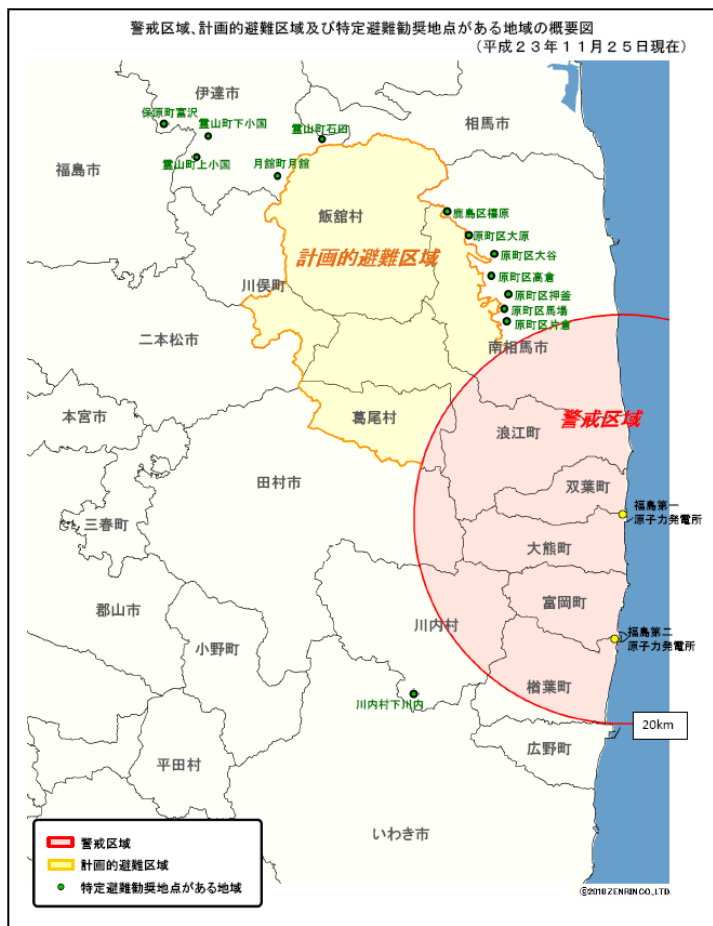 警戒区域、計画的避難区域及び特定避難勧奨地点がある地域の概要図
（平成２３年１１月２５日現在）
伊達市
保原町富沢
霊山町下小国
霊山町石田
相馬市
霊山町上小国
福島市
月舘町月舘
飯舘村
鹿島区橲原
原町区大原
計画的避難区域
原町区大谷
原町区高倉
川俣町
原町区押釜
原町区馬場
原町区片倉
二本松市
南相馬市
本宮市
葛尾村
警戒区域
浪江町
田村市
双葉町
福島第一
原子力発電所
三春町
大熊町
富岡町
郡山市
川内村
小野町
福島第二
原子力発電所
楢葉町
川内村下川内
20km
広野町
平田村
いわき市
警戒区域
計画的避難区域
特定避難勧奨地点がある地域
©2010 ZENRIN CO., LTD.